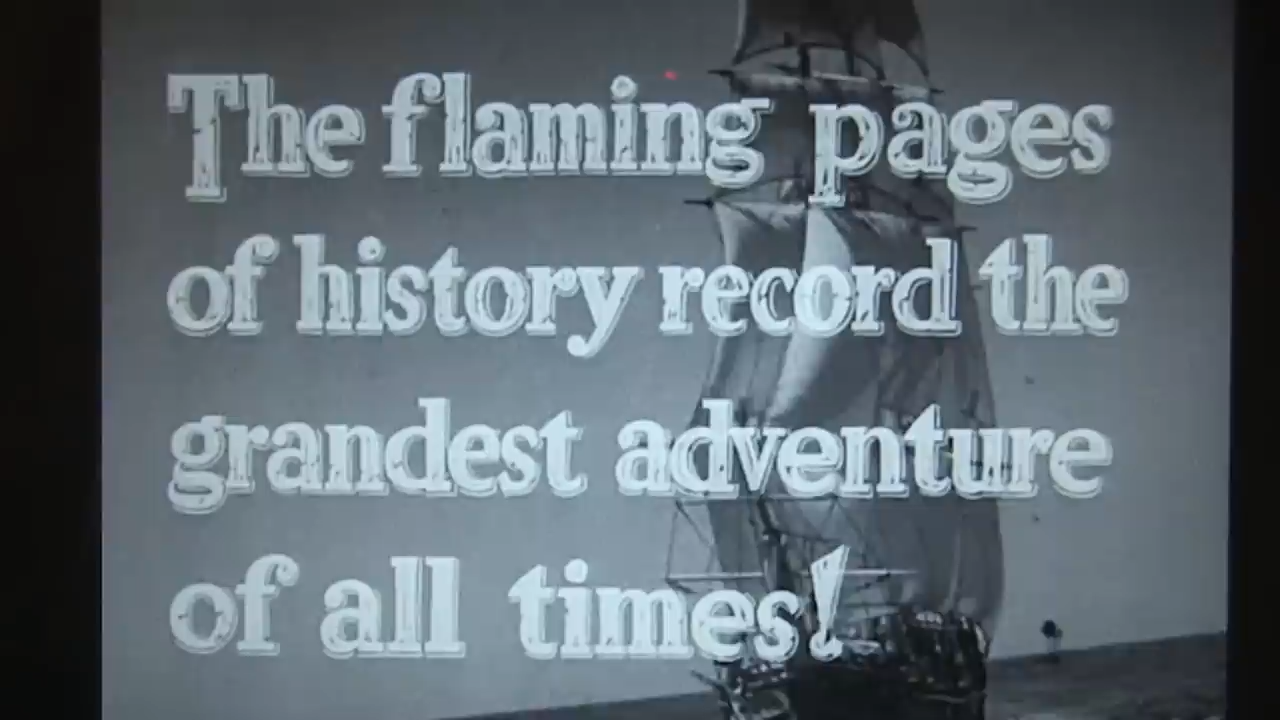 The flaming pages
of history record the
grandest adventure
of all times!